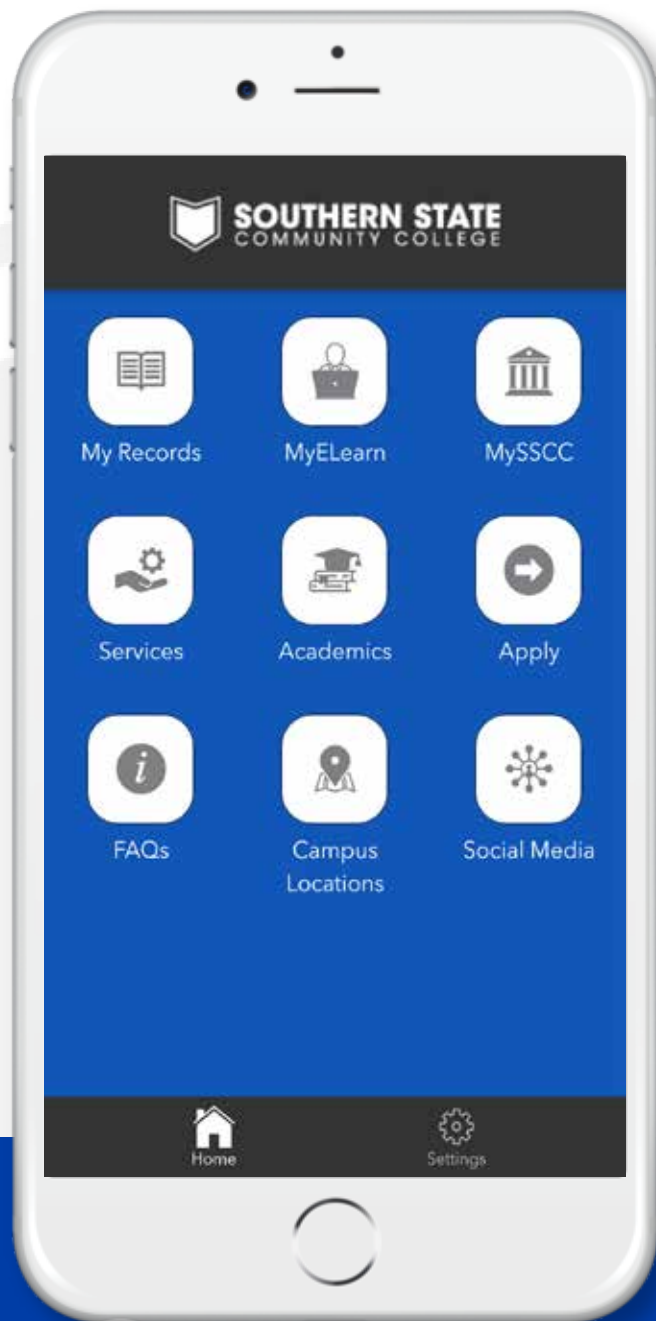 SOUTHERN STATE
COMMUNITY COLLEGE
My Records
MyELearn
MySSCC
Services
Academics
Apply
i
FAQs
Campus
Locations
Social Media
Home
Settings